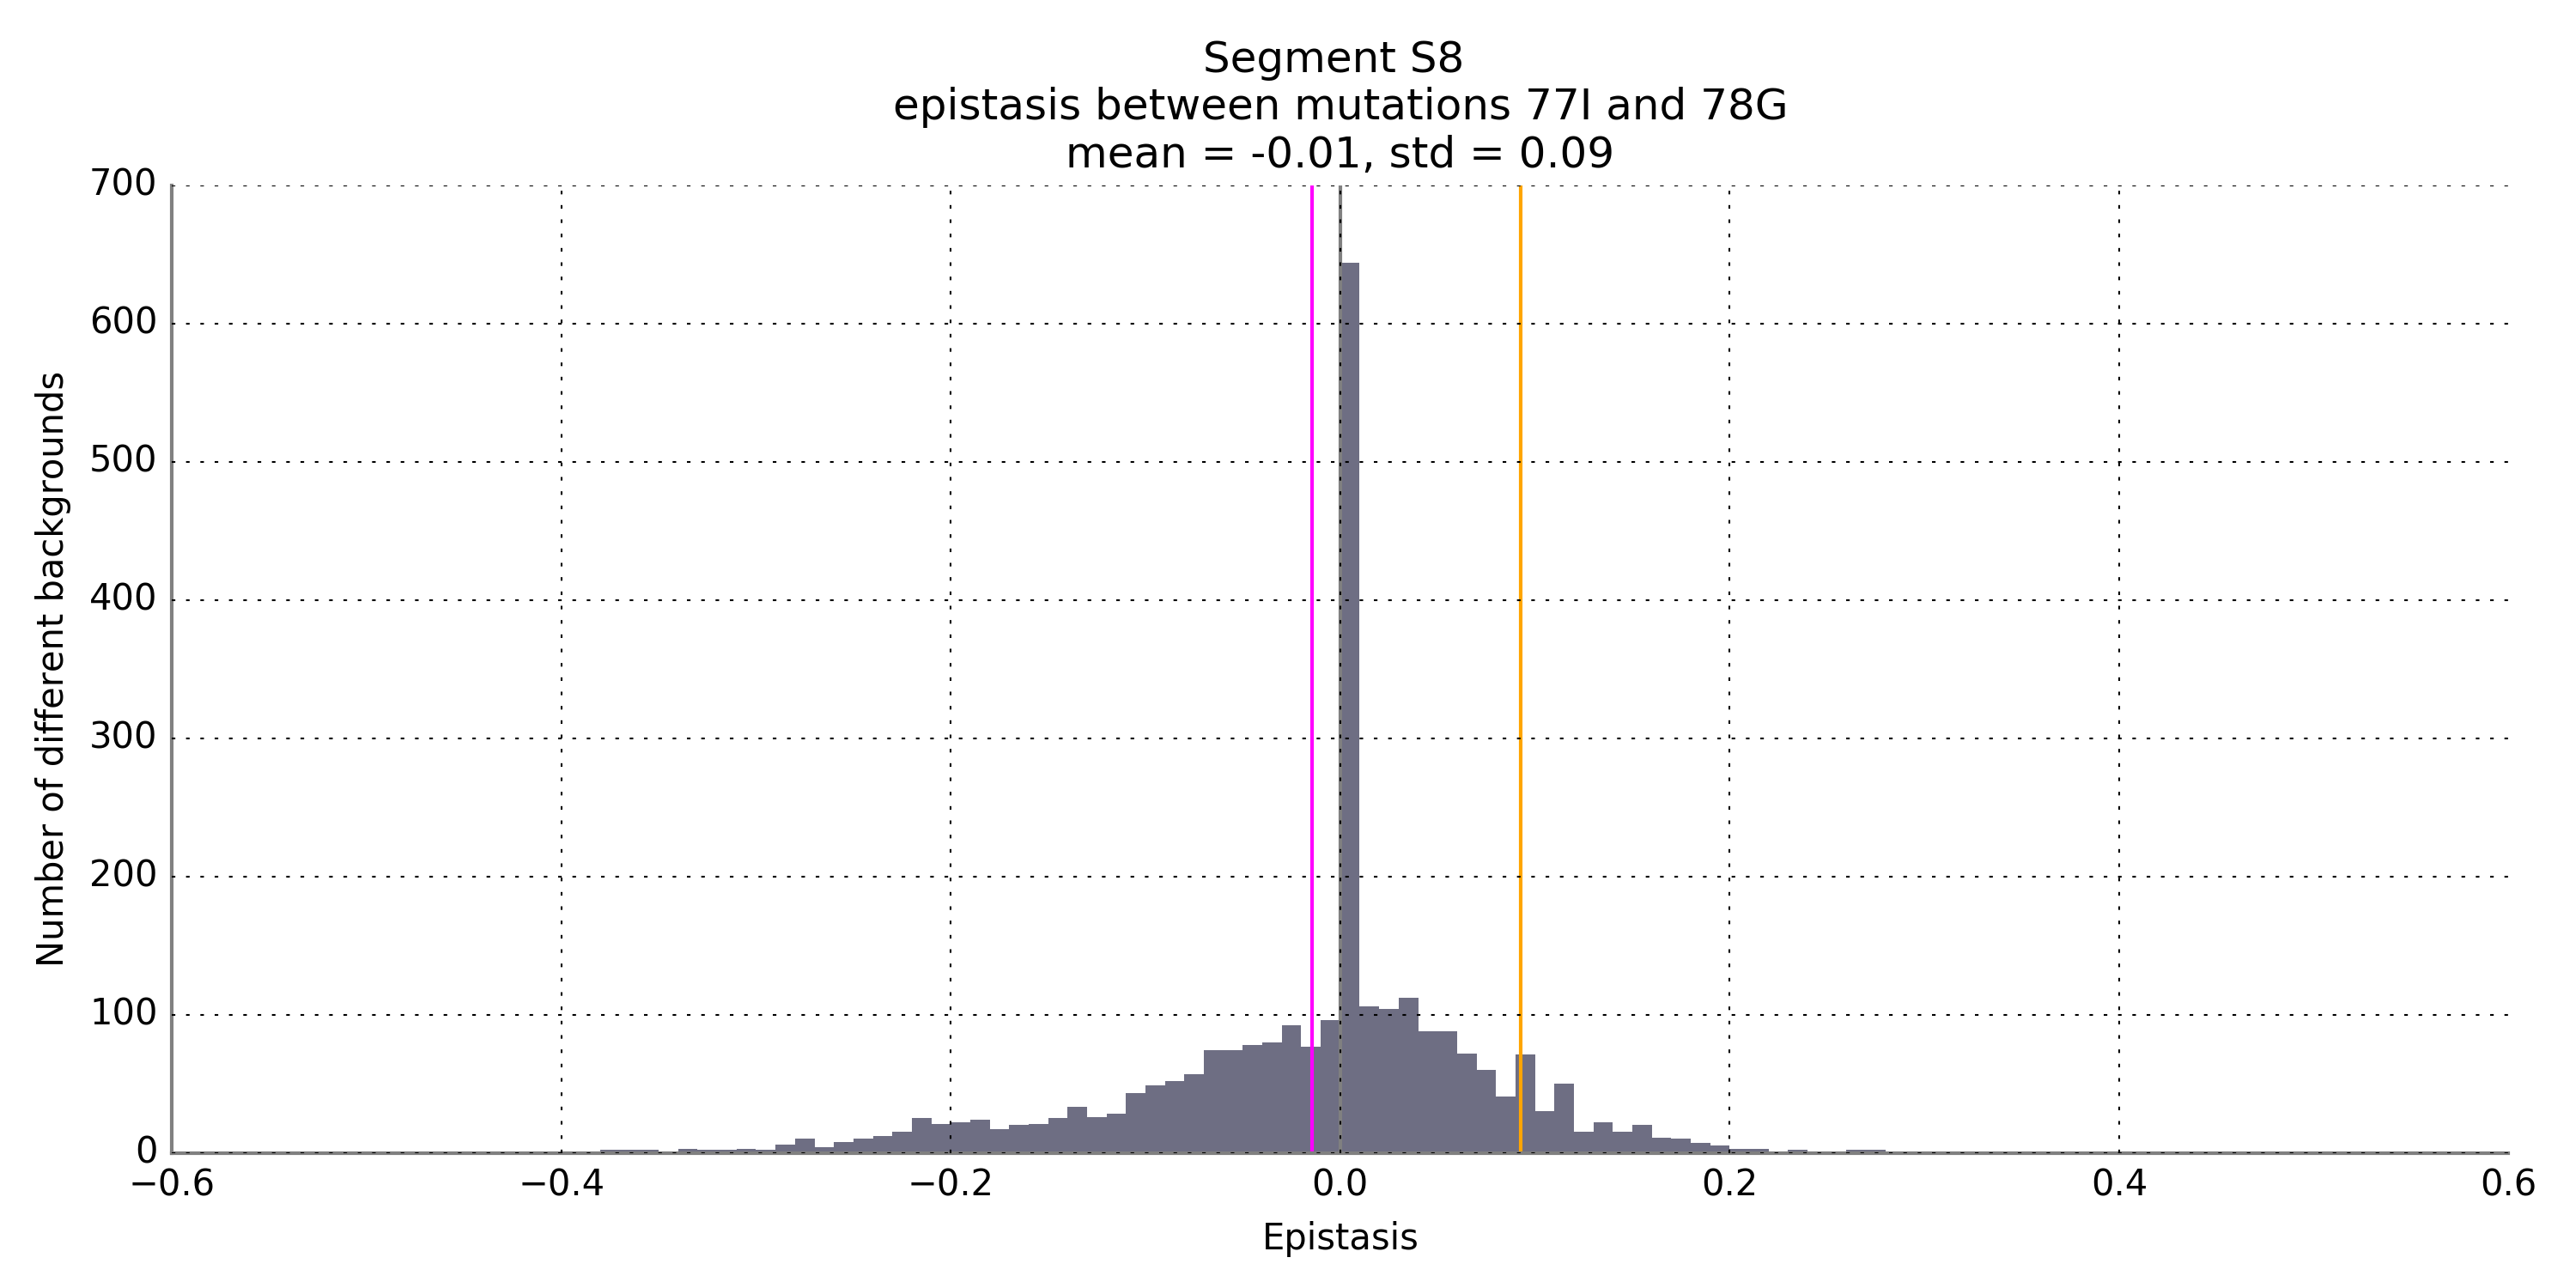 Segment S8
epistasis between mutations 77I and 78G
mean = -0.01, std = 0.09
700
600
500
400
300
200
100
0
Number of different backgrounds
−0.6 −0.4 −0.2 0.0 0.2 0.4 0.6
Epistasis